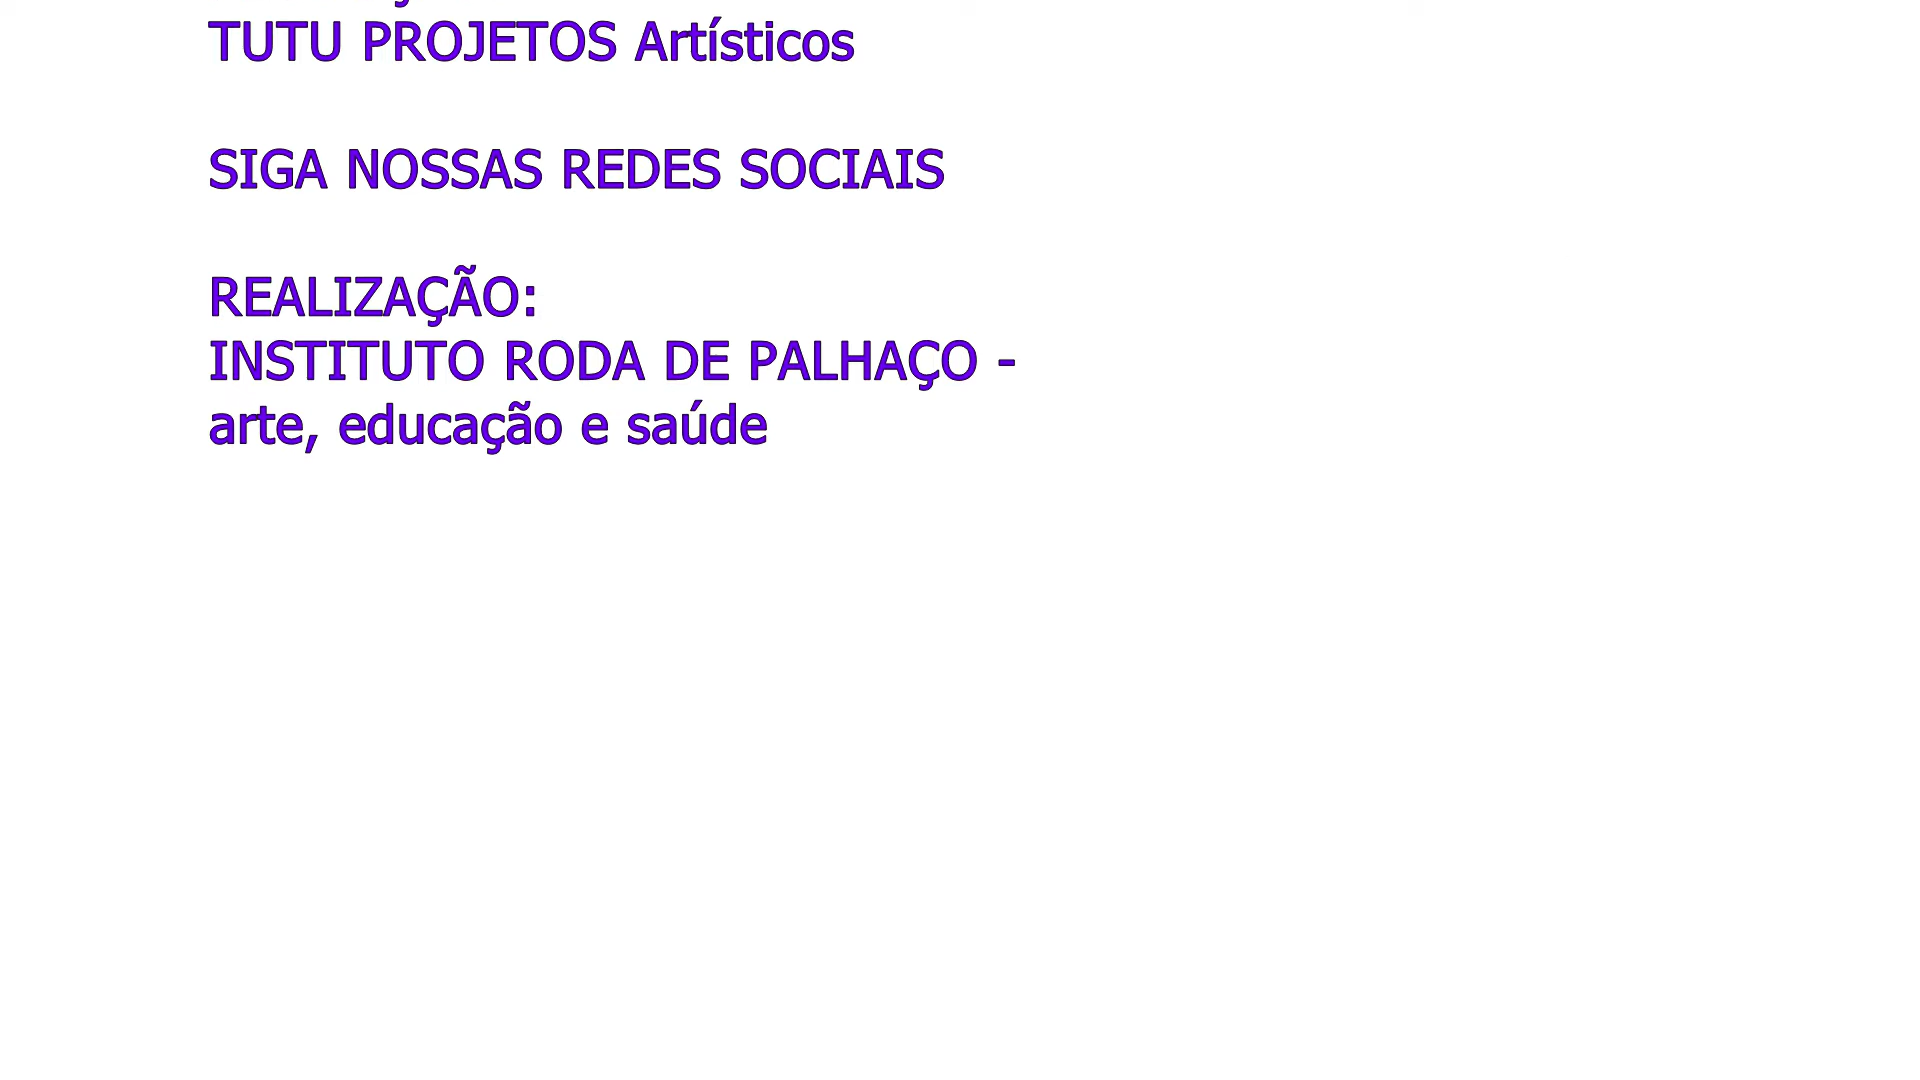 TUTU PROJETOS Artísticos
SIGA NOSSAS REDES SOCIAIS
REALIZAÇÃO:
INSTITUTO RODA DE PALHAÇO -
arte, educação e saúde